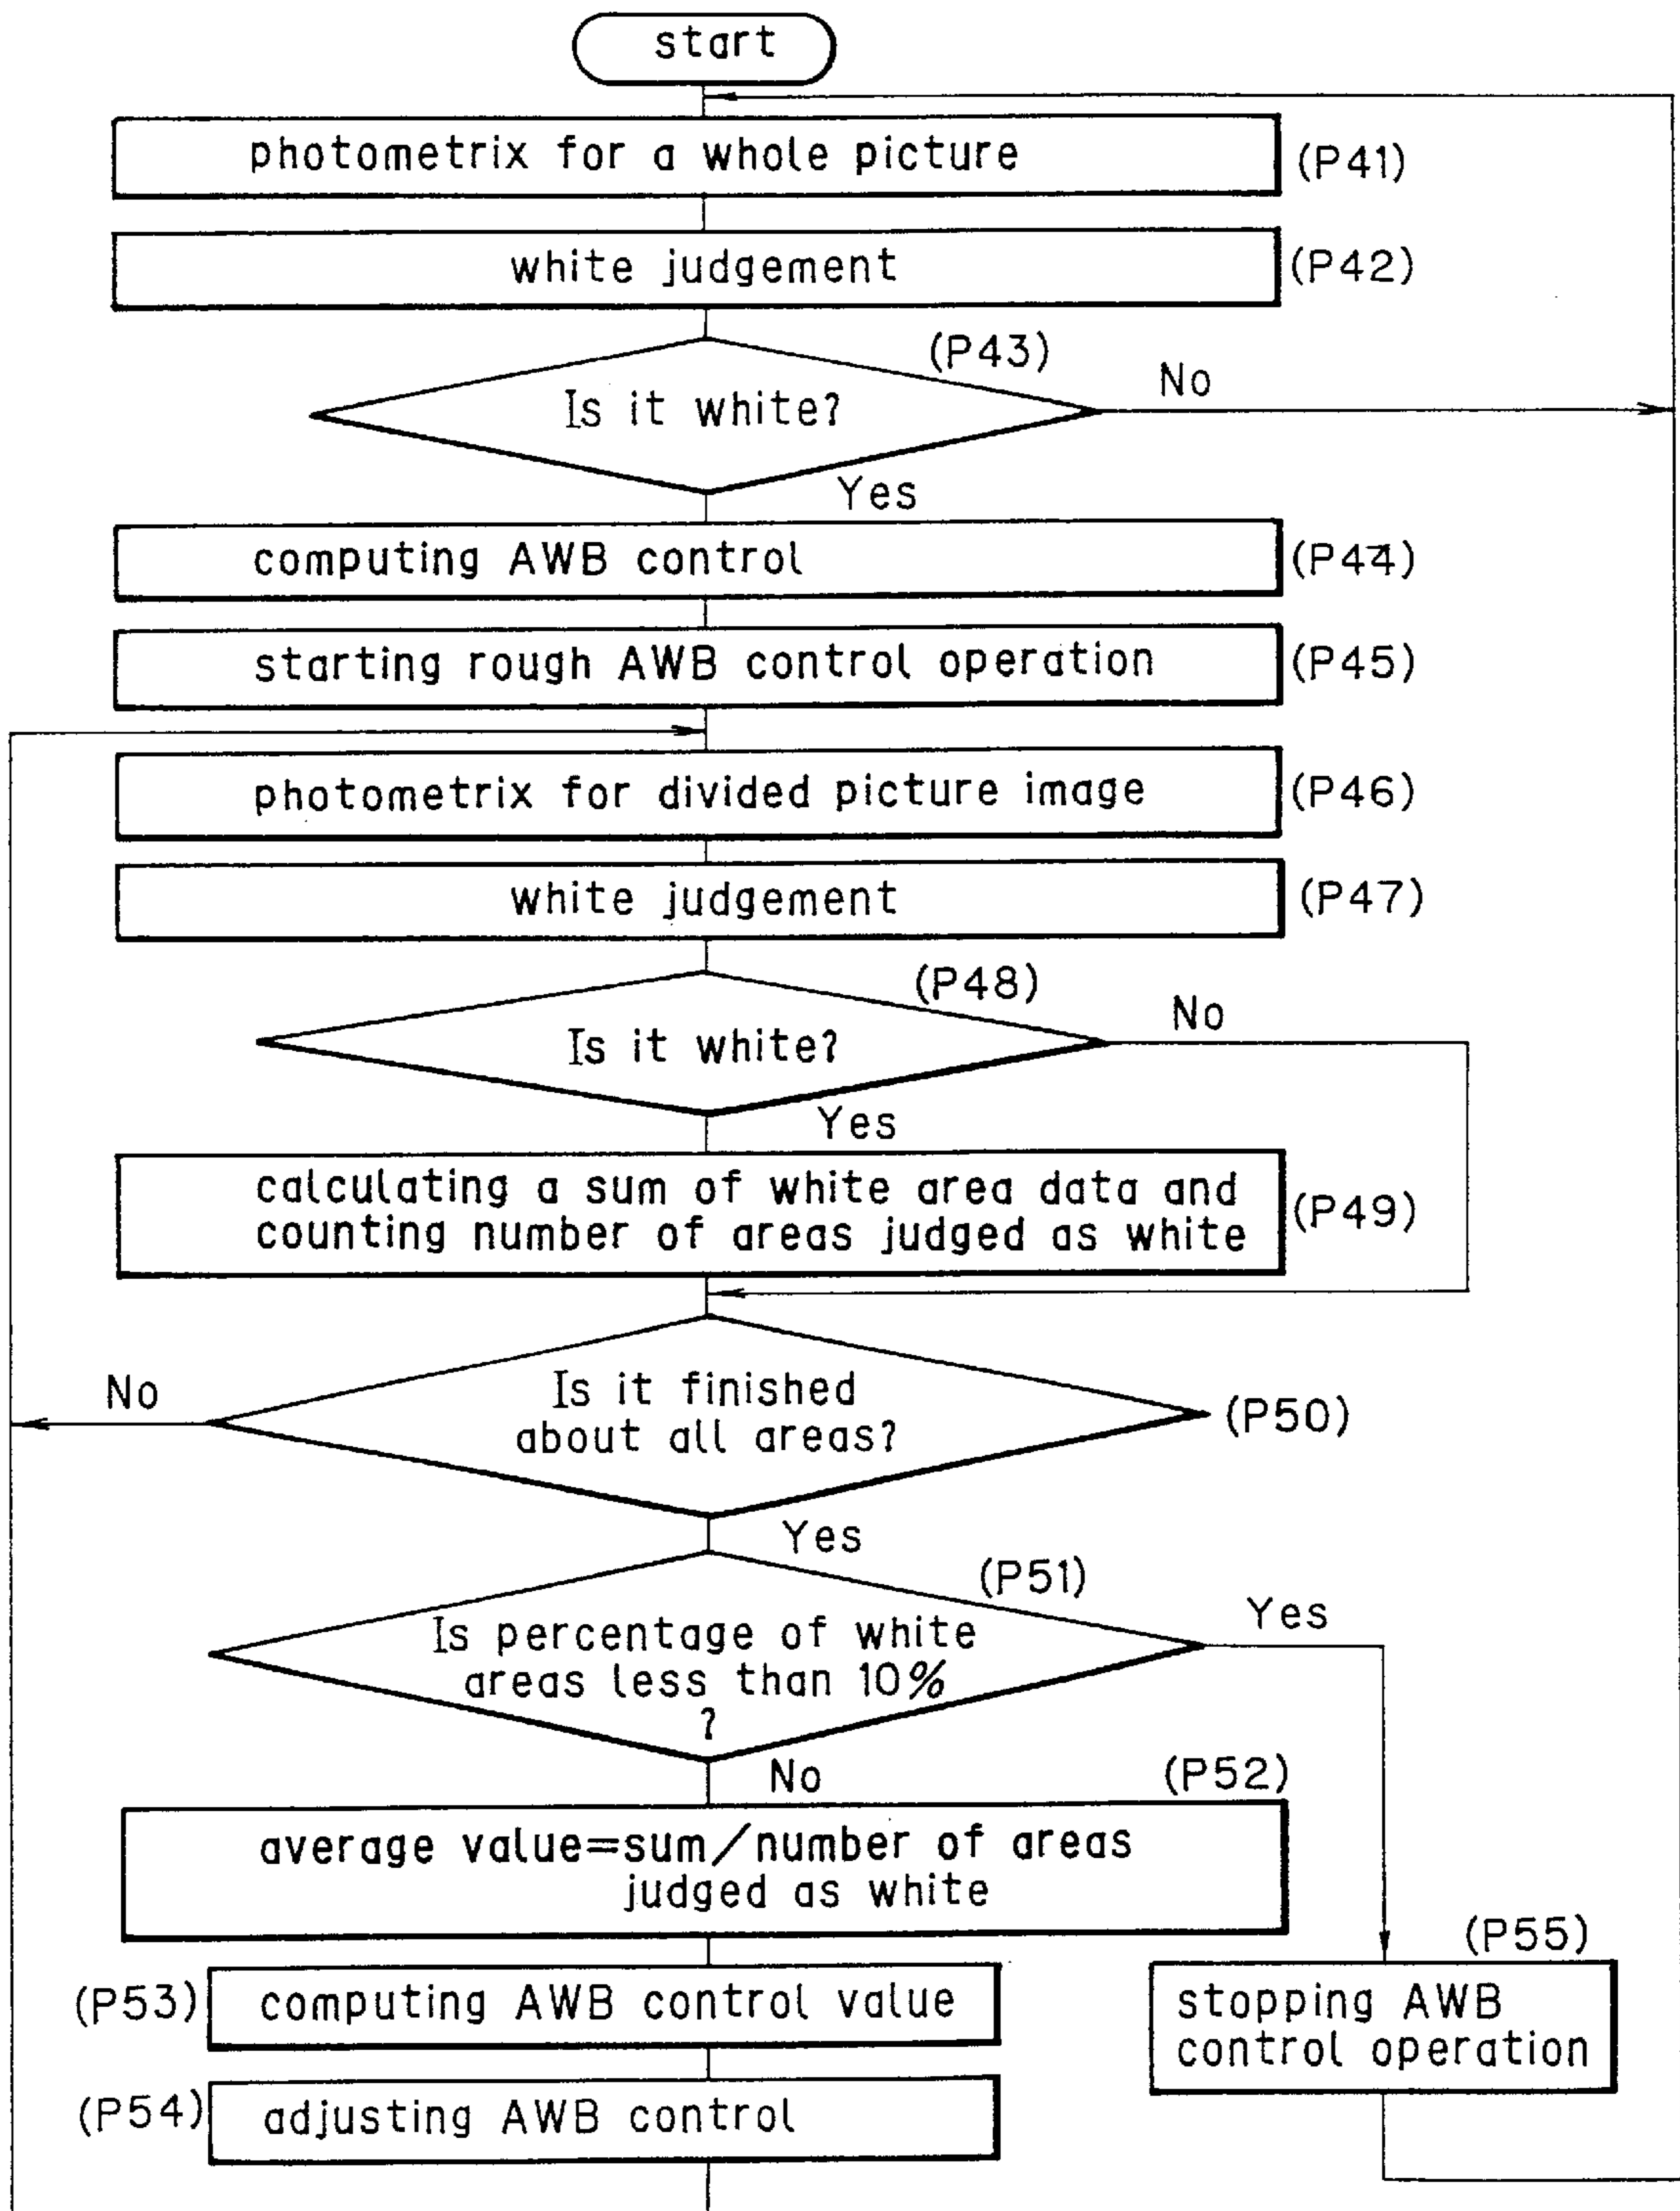 start
photometrix for a whole picture
(P41)
white judgement
(P42)
(P43)
Is it white?
No
Yes
computing AWB control
(P44)
starting rough AWB control operation
(P45)
photometrix for divided picture image
(P46)
white judgement
(P47)
(P48)
Is it white?
No
Yes
calculating a sum of white area data and
counting number of areas judged as white
(P49)
Is it finished
about all areas?
No
(P50)
Yes
(P51)
Is percentage of white
areas less than 10%
?
Yes
No
(P52)
average value=sum/number of areas
judged as white
(P53)
computing AWB control value
(P55)
stopping AWB
control operation
(P54)
adjusting AWB control